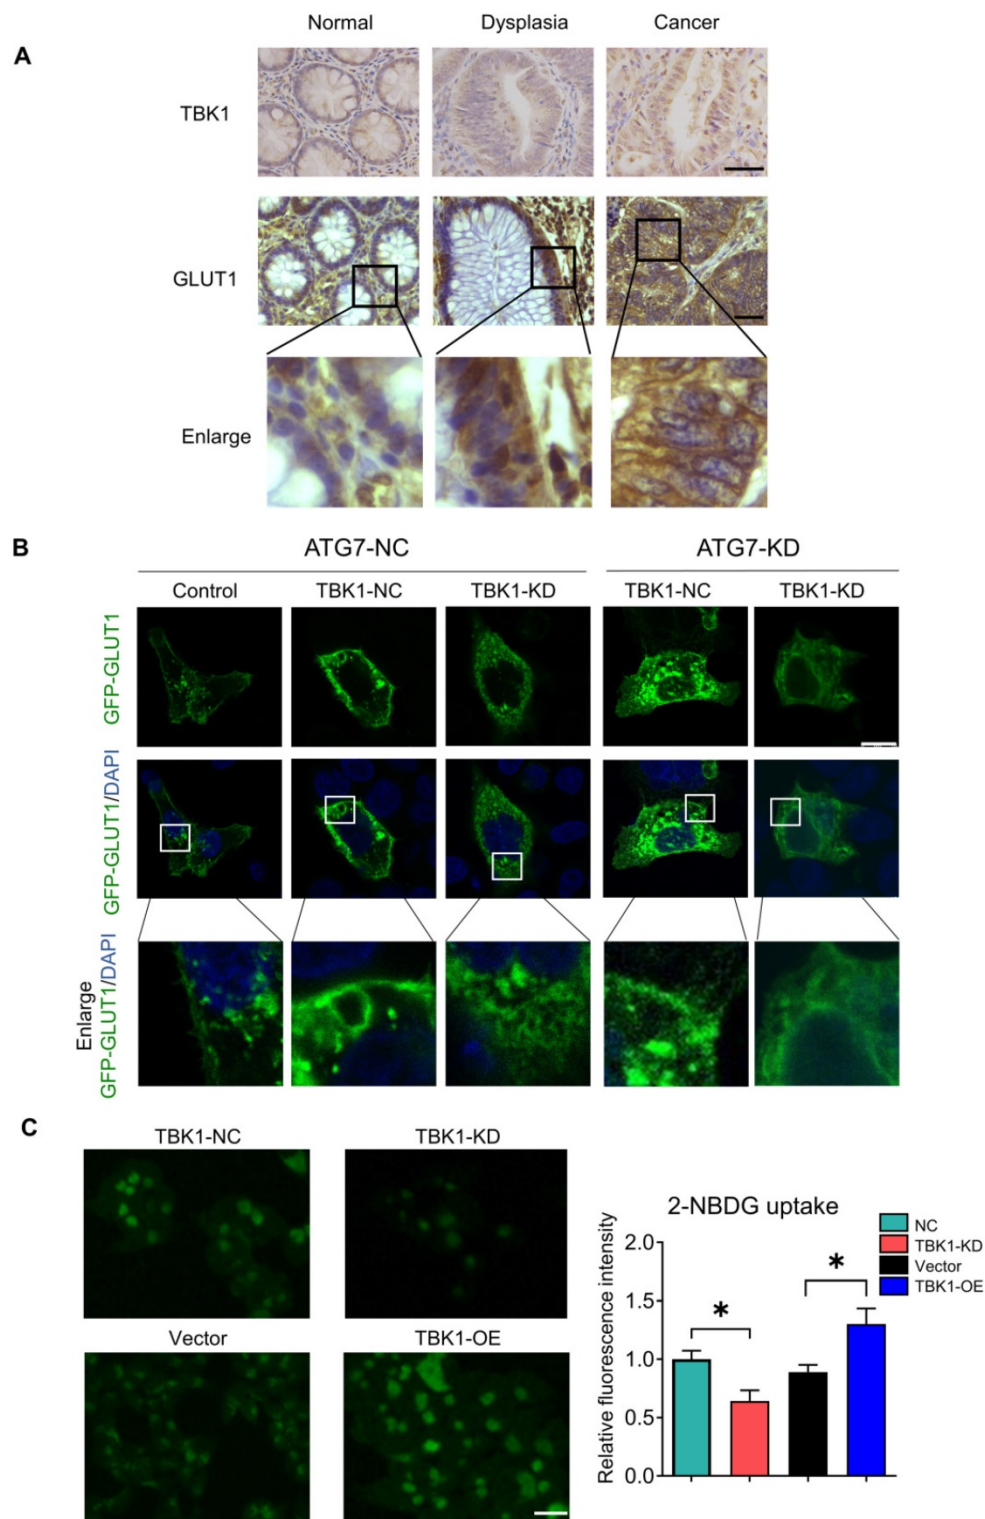 Normal Dysplasia Cancer
A
TBK1
GLUT1
Enlarge
B
ATG7-NC ATG7-KD
Control TBK1-NC TBK1-KD TBK1-NC TBK1-KD
GFP-GLUT1
GFP-GLUT1/DAPI
Enlarge
GFP-GLUT1/DAPI
C
TBK1-NC TBK1-KD
Vector TBK1-OE
2-NBDG uptake
Relative fluorescence intensity
2.0
1.5
1.0
0.5
0.0
* *
NC
TBK1-KD
Vector
TBK1-OE